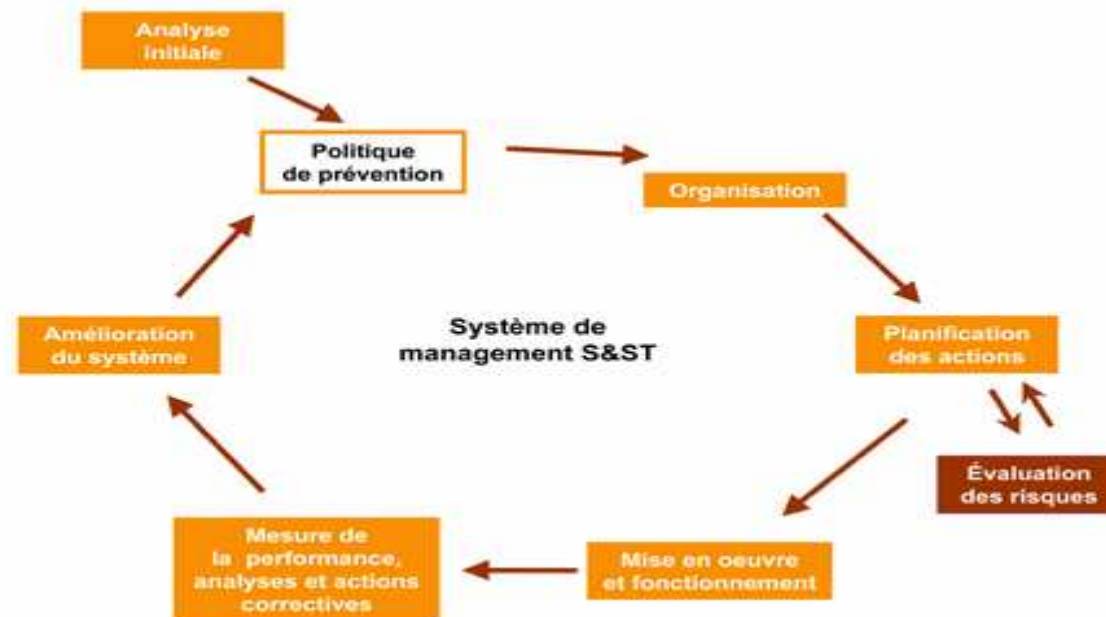 Analyse
initiale
Politique
de prévention
Organisation
Planification
des actions
Évaluation
des risques
Mise en oeuvre
et fonctionnement
Mesure de
la performance,
analyses et actions
correctives
Amélioration
du système
Système de
management S&ST